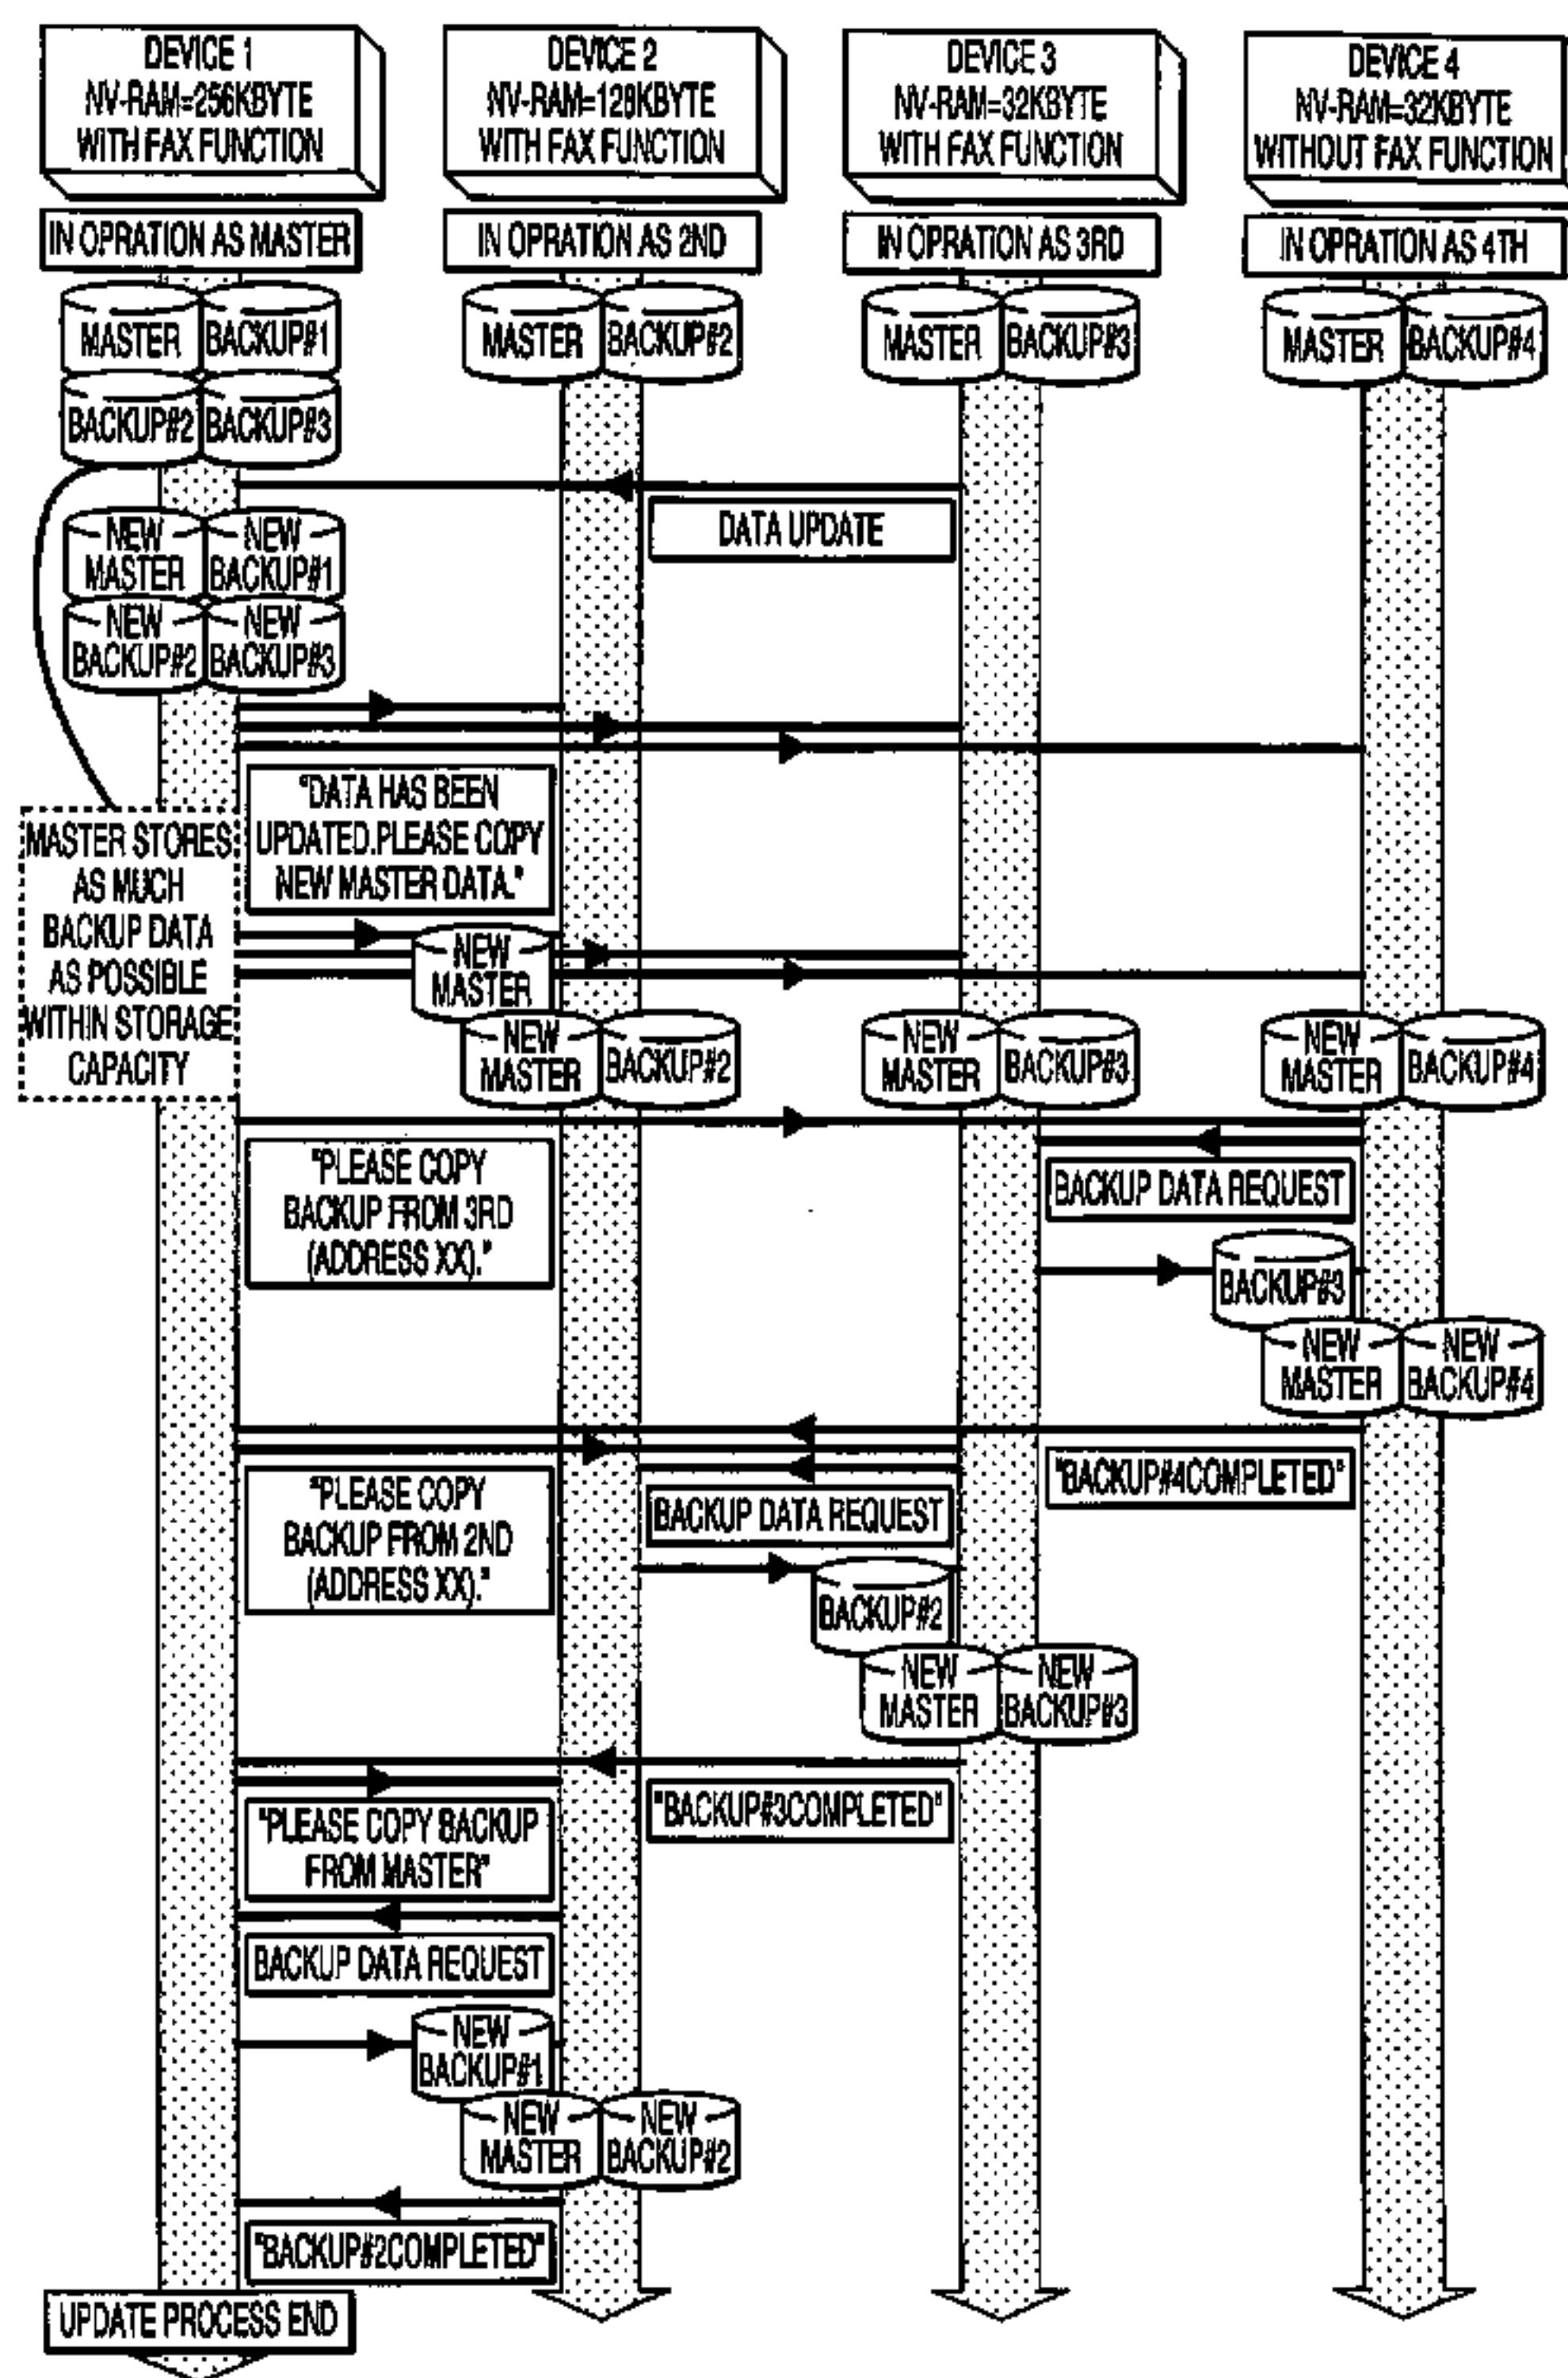 DEVICE 1
NV-RAM=256KBYTE
WITH FAX FUNCTION
DEVICE 2
NV-RAM=128KBYTE
WITH FAX FUNCTION
DEVICE 3
NV-RAM=32KBYTE
WITH FAX FUNCTION
DEVICE 4
NV-RAM=32KBYTE
WITHOUT FAX FUNCTION
IN OPRATION AS MASTER
IN OPRATION AS 2ND
IN OPRATION AS 3RD
IN OPRATION AS 4TH
MASTER
BACKUP#1
MASTER
BACKUP#2
MASTER
BACKUP#3
MASTER
BACKUP#4
BACKUP#2
BACKUP#3
DATA UPDATE
NEW
MASTER
NEW
BACKUP#1
NEW
BACKUP#2
NEW
BACKUP#3
"DATA HAS BEEN
UPDATED.PLEASE COPY
NEW MASTER DATA."
MASTER STORES
AS MUCH
BACKUP DATA
AS POSSIBLE
WITHIN STORAGE
CAPACITY
NEW
MASTER
NEW
MASTER
BACKUP#2
NEW
MASTER
BACKUP#3
NEW
MASTER
BACKUP#4
"PLEASE COPY
BACKUP FROM 3RD
(ADDRESS XX)."
BACKUP DATA REQUEST
BACKUP#3
NEW
MASTER
NEW
BACKUP#4
"BACKUP#4COMPLETED"
"PLEASE COPY
BACKUP FROM 2ND
(ADDRESS XX)."
BACKUP DATA REQUEST
BACKUP#2
NEW
MASTER
NEW
BACKUP#3
"BACKUP#3COMPLETED"
"PLEASE COPY BACKUP
FROM MASTER"
BACKUP DATA REQUEST
NEW
BACKUP#1
NEW
MASTER
NEW
BACKUP#2
"BACKUP#2COMPLETED"
UPDATE PROCESS END